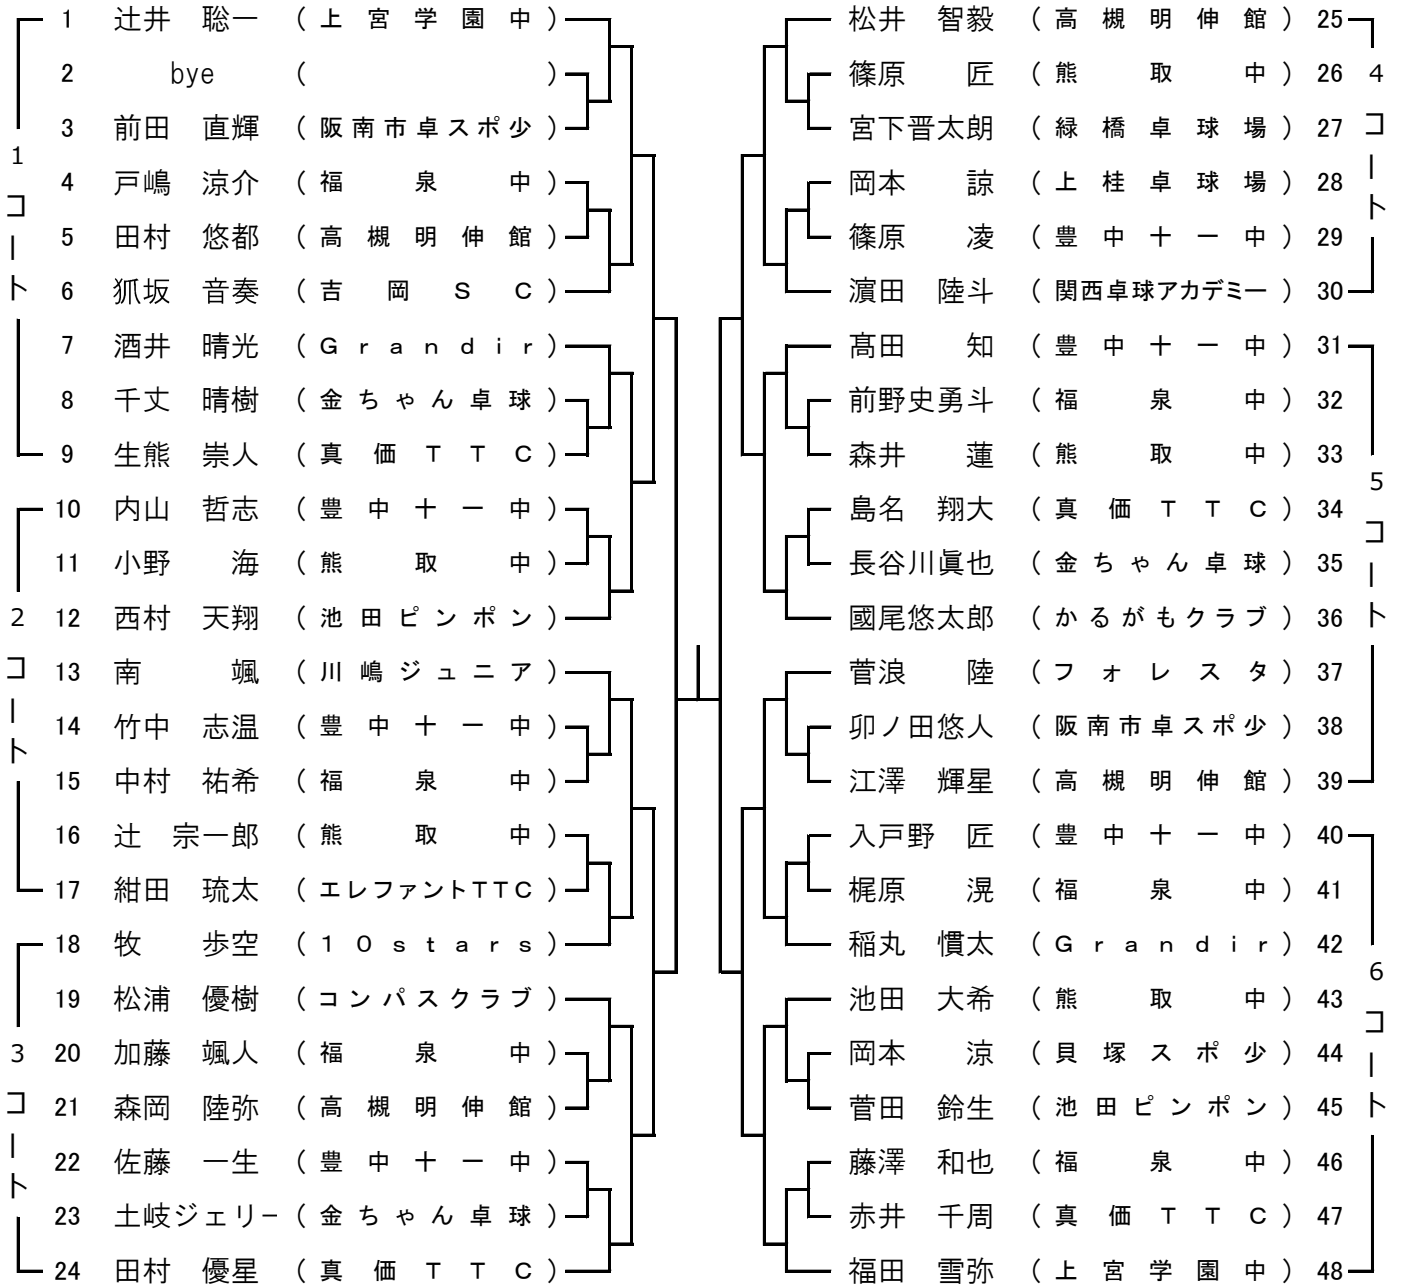 1 辻井 聡一 (上宮学園中)
2 bye ( )
3 前田 直輝 (阪南市卓スポ少)
4 戸嶋 涼介 (福泉中)
5 田村 悠都 (高槻明伸館)
6 狐坂 音奏 (吉岡SC)
7 酒井 晴光 (Grandir)
8 千丈 晴樹 (金ちゃん卓球)
9 生熊 崇人 (真価TTC)
1コート
10 内山 哲志 (豊中十一中)
11 小野 海 (熊取中)
12 西村 天翔 (池田ピンポン)
13 南 颯 (川嶋ジュニア)
14 竹中 志温 (豊中十一中)
15 中村 祐希 (福泉中)
16 辻 宗一郎 (熊取中)
17 紺田 琉太 (エレファントTTC)
2コート
18 牧 歩空 (10stars)
19 松浦 優樹 (コンパスクラブ)
20 加藤 颯人 (福泉中)
21 森岡 陸弥 (高槻明伸館)
22 佐藤 一生 (豊中十一中)
23 土岐ジェリー (金ちゃん卓球)
24 田村 優星 (真価TTC)
3コート
松井 智毅 (高槻明伸館) 25
篠原 匠 (熊取中) 26
宮下晋太朗 (緑橋卓球場) 27
岡本 諒 (上桂卓球場) 28
篠原 凌 (豊中十一中) 29
濵田 陸斗 (関西卓球アカデミー) 30
4コート
髙田 知 (豊中十一中) 31
前野史勇斗 (福泉中) 32
森井 蓮 (熊取中) 33
島名 翔大 (真価TTC) 34
長谷川眞也 (金ちゃん卓球) 35
國尾悠太郎 (かるがもクラブ) 36
菅浪 陸 (フォレスタ) 37
卯ノ田悠人 (阪南市卓スポ少) 38
江澤 輝星 (高槻明伸館) 39
5コート
入戸野 匠 (豊中十一中) 40
梶原 滉 (福泉中) 41
稲丸 慣太 (Grandir) 42
池田 大希 (熊取中) 43
岡本 涼 (貝塚スポ少) 44
菅田 鈴生 (池田ピンポン) 45
藤澤 和也 (福泉中) 46
赤井 千周 (真価TTC) 47
福田 雪弥 (上宮学園中) 48
6コート